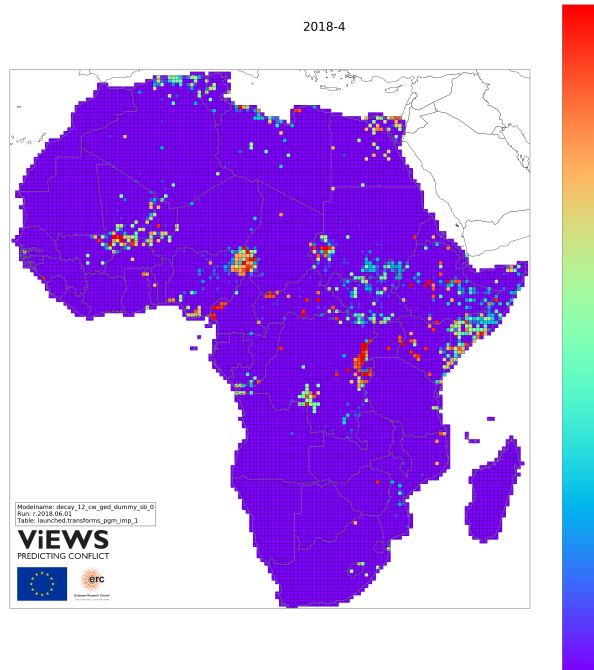 2018-4
Modelname: decay_12_cw_ged_dummy_sb_0
Run: r.2018.06.01
Table: launched.transforms_pgm_imp_1
ViEWS
PREDICTING CONFLICT
erc
European Research Council